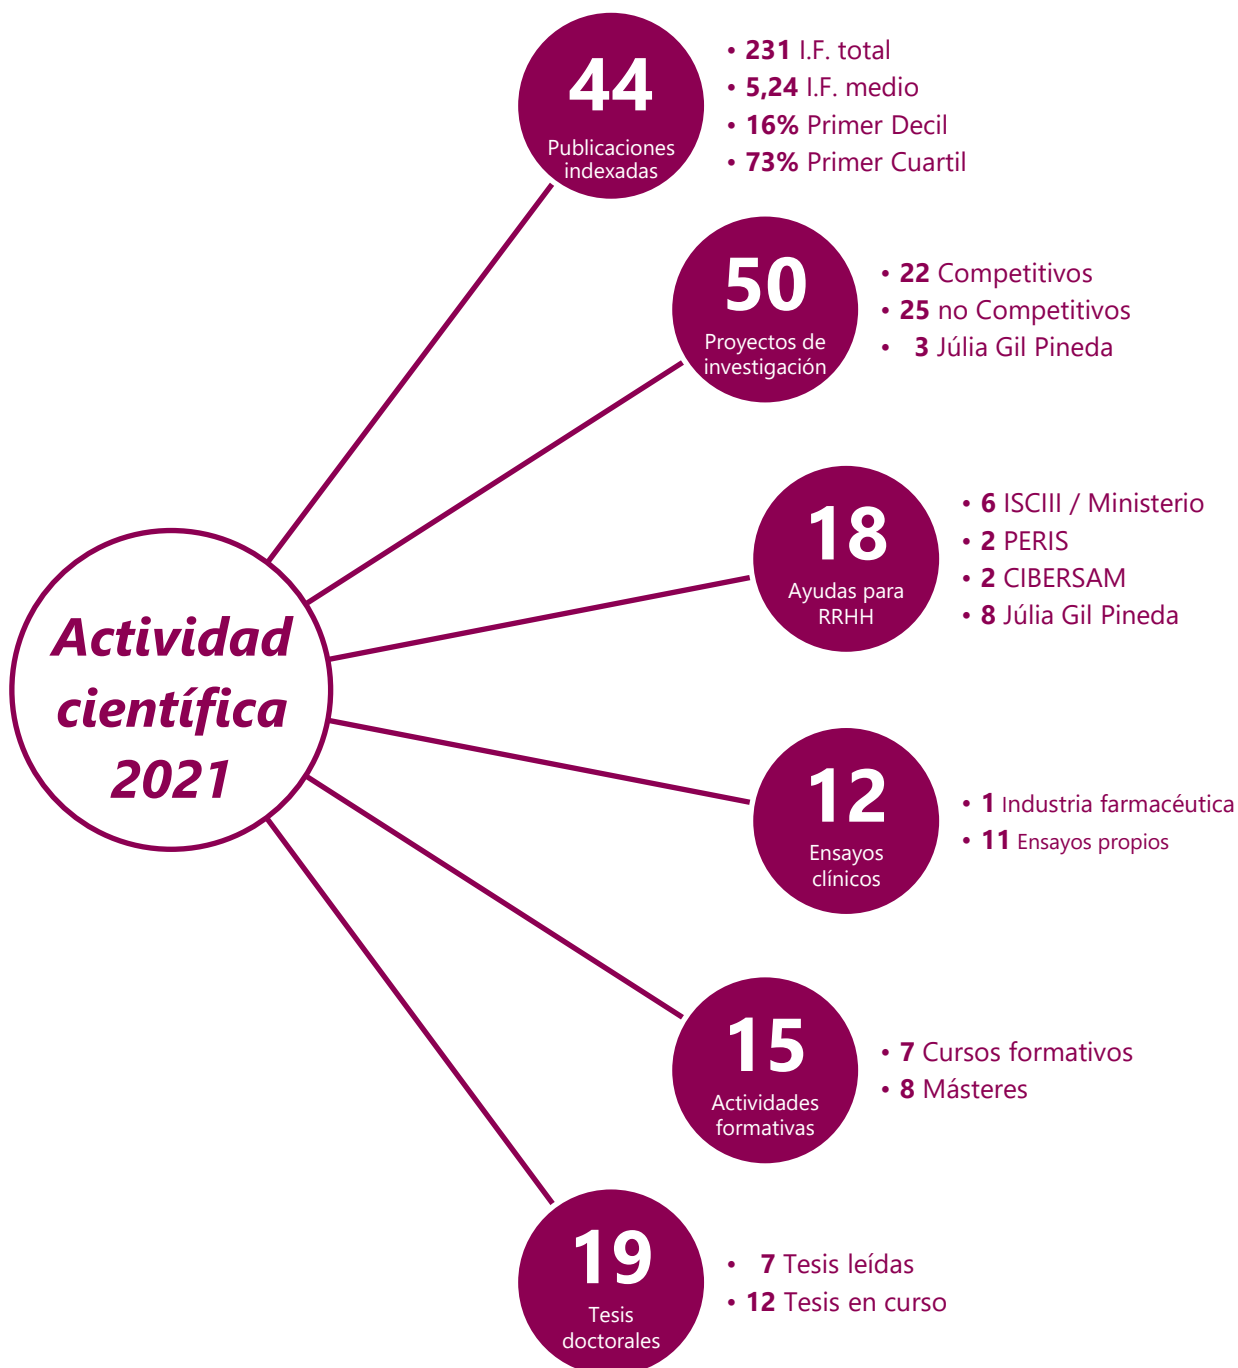 44
Publicaciones
indexadas
• 231 I.F. total
• 5,24 I.F. medio
• 16% Primer Decil
• 73% Primer Cuartil
50
Proyectos de
investigación
• 22 Competitivos
• 25 no Competitivos
• 3 Júlia Gil Pineda
18
Ayudas para
RRHH
• 6 ISCIII / Ministerio
• 2 PERIS
• 2 CIBERSAM
• 8 Júlia Gil Pineda
Actividad
científica
2021
12
Ensayos
clínicos
• 1 Industria farmacéutica
• 11 Ensayos propios
15
Actividades
formativas
• 7 Cursos formativos
• 8 Másteres
19
Tesis
doctorales
• 7 Tesis leídas
• 12 Tesis en curso